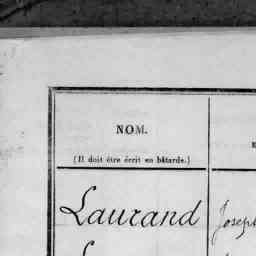 NOM.
(Il doit être écrit en bâtarde.)
Laurand Joseph